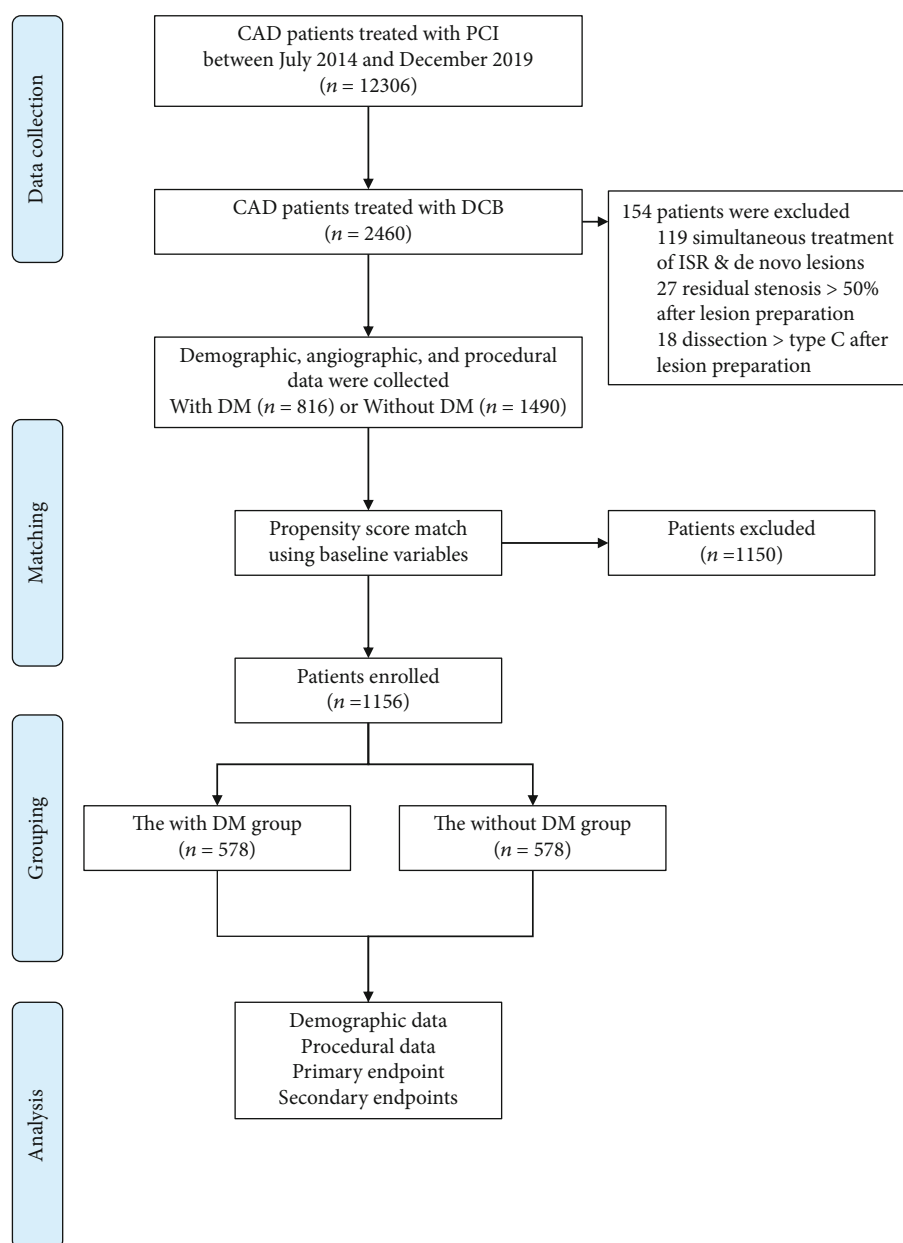 Data collection
CAD patients treated with PCI
between July 2014 and December 2019
(n = 12306)
CAD patients treated with DCB
(n = 2460)
154 patients were excluded
119 simultaneous treatment
of ISR & de novo lesions
27 residual stenosis > 50%
after lesion preparation
18 dissection > type C after
lesion preparation
Demographic, angiographic, and procedural
data were collected
With DM (n = 816) or Without DM (n = 1490)
Matching
Propensity score match
using baseline variables
Patients excluded
(n =1150)
Patients enrolled
(n =1156)
Grouping
The with DM group
(n = 578)
The without DM group
(n = 578)
Analysis
Demographic data
Procedural data
Primary endpoint
Secondary endpoints